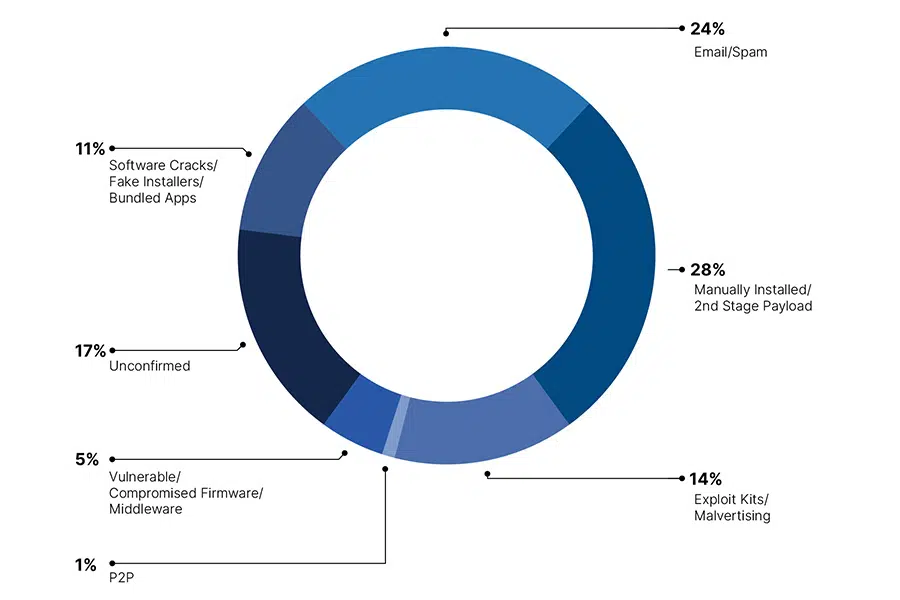 24%
Email/Spam
11%
Software Cracks/
Fake Installers/
Bundled Apps
28%
Manually Installed/
2nd Stage Payload
17%
Unconfirmed
5%
Vulnerable/
Compromised Firmware/
Middleware
14%
Exploit Kits/
Malvertising
1%
P2P